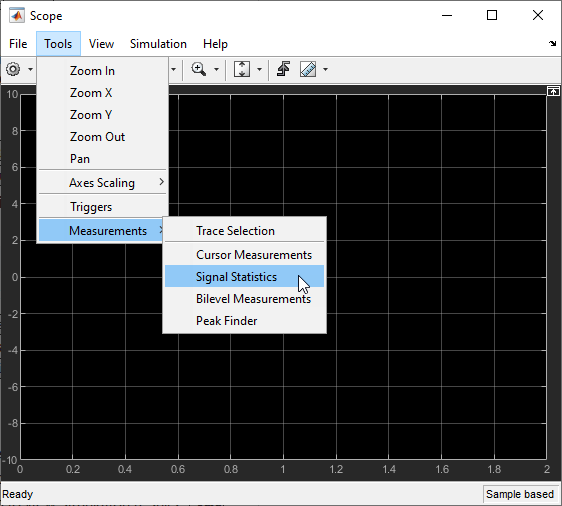 Scope
File Tools View Simulation Help
Zoom In
Zoom X
Zoom Y
Zoom Out
Pan
Axes Scaling
Triggers
Measurements
Trace Selection
Cursor Measurements
Signal Statistics
Bilevel Measurements
Peak Finder
10
8
6
4
2
0
-2
-4
-6
-8
-10
0 0.2 0.4 0.6 0.8 1 1.2 1.4 1.6 1.8 2
Ready Sample based